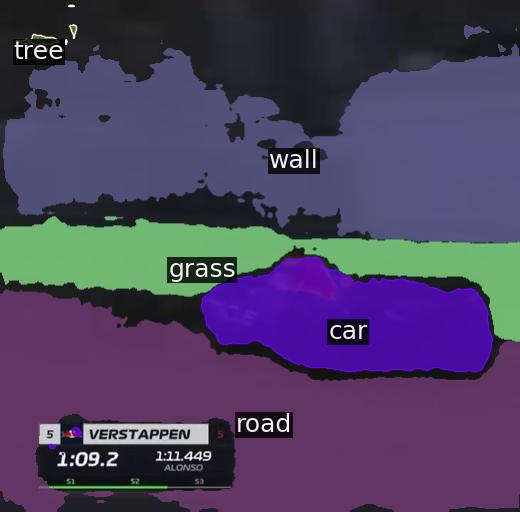 tree
wall
grass
car
road
5 VERSTAPPEN 5
1:09.2 1:11.449
ALONSO
S1 S2 S3